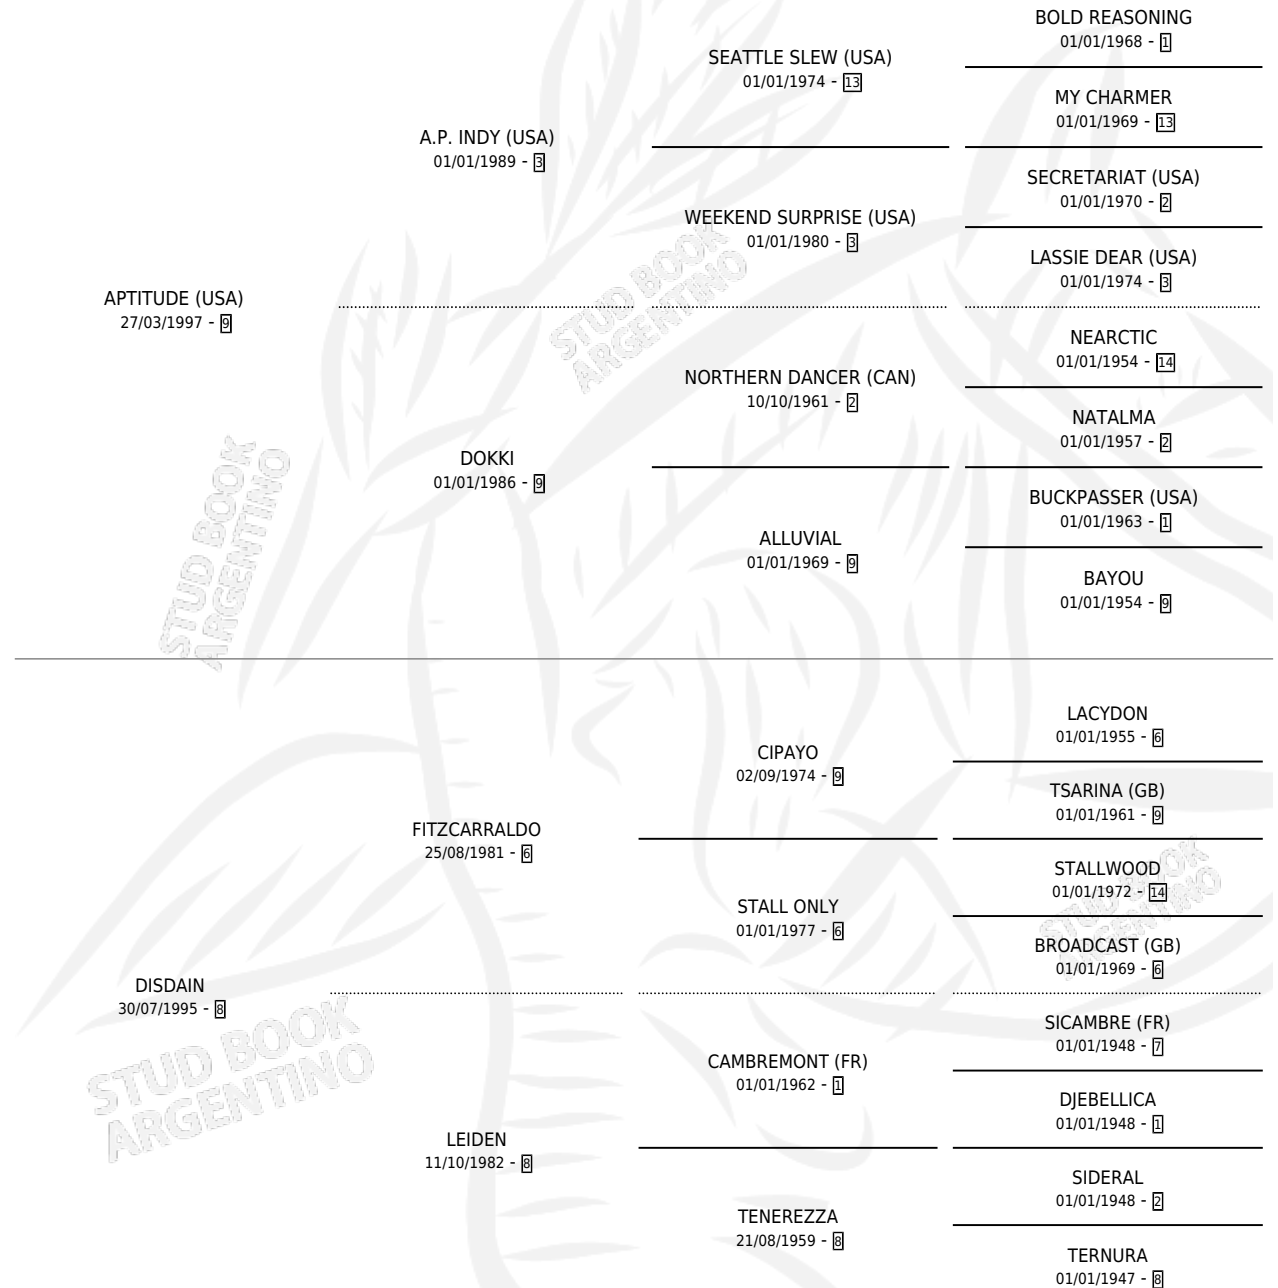 BOLD REASONING
01/01/1968 - 1
SEATTLE SLEW (USA)
01/01/1974 - 13
MY CHARMER
01/01/1969 - 13
A.P. INDY (USA)
01/01/1989 - 3
SECRETARIAT (USA)
01/01/1970 - 2
WEEKEND SURPRISE (USA)
01/01/1980 - 3
LASSIE DEAR (USA)
01/01/1974 - 3
APTITUDE (USA)
27/03/1997 - 9
NEARCTIC
01/01/1954 - 14
NORTHERN DANCER (CAN)
10/10/1961 - 2
NATALMA
01/01/1957 - 2
DOKKI
01/01/1986 - 9
BUCKPASSER (USA)
01/01/1963 - 1
ALLUVIAL
01/01/1969 - 9
BAYOU
01/01/1954 - 9
LACYDON
01/01/1955 - 6
CIPAYO
02/09/1974 - 9
TSARINA (GB)
01/01/1961 - 9
FITZCARRALDO
25/08/1981 - 6
STALLWOOD
01/01/1972 - 14
STALL ONLY
01/01/1977 - 6
BROADCAST (GB)
01/01/1969 - 6
DISDAIN
30/07/1995 - 8
SICAMBRE (FR)
01/01/1948 - 7
CAMBREMONT (FR)
01/01/1962 - 1
DJEBELLICA
01/01/1948 - 1
LEIDEN
11/10/1982 - 8
SIDERAL
01/01/1948 - 2
TENEREZZA
21/08/1959 - 8
TERNURA
01/01/1947 - 8
STUD BOOK
ARGENTINO
STUD BOOK
ARGENTINO
STUD BOOK
ARGENTINO
STUD BOOK
ARGENTINO